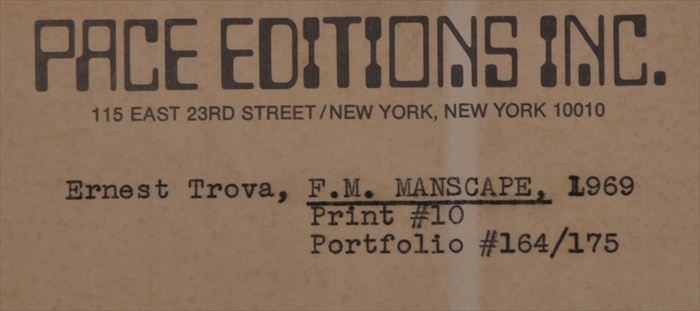 PACE EDITIONS INC.
115 EAST 23RD STREET/NEW YORK, NEW YORK 10010
Ernest Trova, F.M. MANSCAPE, 1969
Print #10
Portfolio #164/175